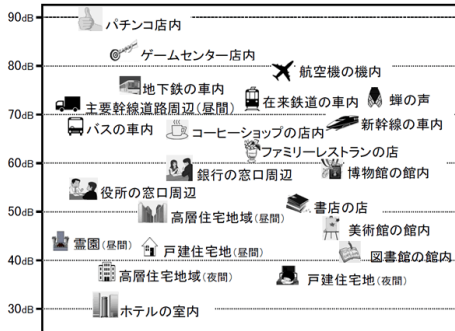 90dB
パチンコ店内
ゲームセンター店内
80dB
航空機の機内
地下鉄の車内
在来鉄道の車内
蝉の声
主要幹線道路周辺(昼間)
70dB
バスの車内
コーヒーショップの店内
新幹線の車内
ファミリーレストランの店
60dB
銀行の窓口周辺
博物館の館内
役所の窓口周辺
書店の店
50dB
高層住宅地域(昼間)
美術館の館内
霊園(昼間)
戸建住宅地(昼間)
図書館の館内
40dB
高層住宅地域(夜間)
戸建住宅地(夜間)
30dB
ホテルの室内